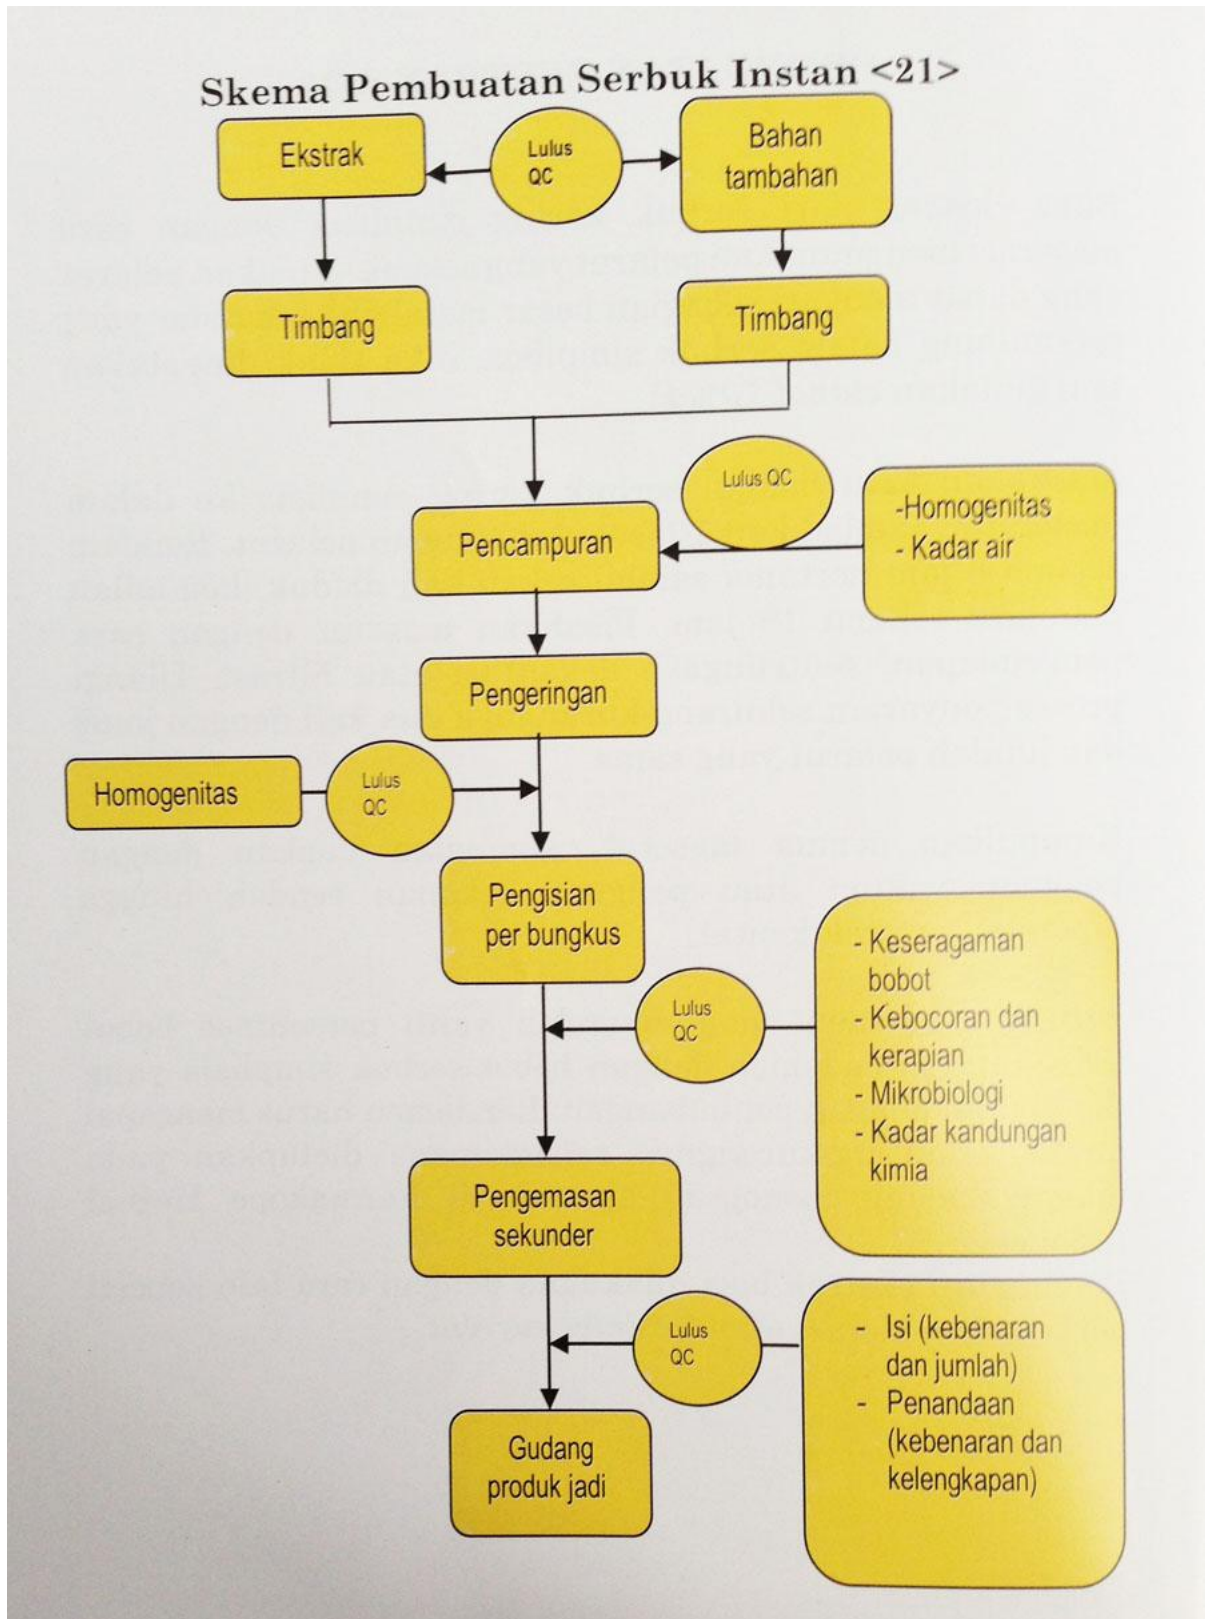 Skema Pembuatan Serbuk Instan <21>
Ekstrak
Lulus
QC
Bahan
tambahan
Timbang
Timbang
Lulus QC
-Homogenitas
- Kadar air
Pencampuran
Pengeringan
Homogenitas
Lulus
QC
Pengisian
per bungkus
Lulus
QC
- Keseragaman
bobot
- Kebocoran dan
kerapian
- Mikrobiologi
- Kadar kandungan
kimia
Pengemasan
sekunder
Lulus
QC
- Isi (kebenaran
dan jumlah)
- Penandaan
(kebenaran dan
kelengkapan)
Gudang
produk jadi